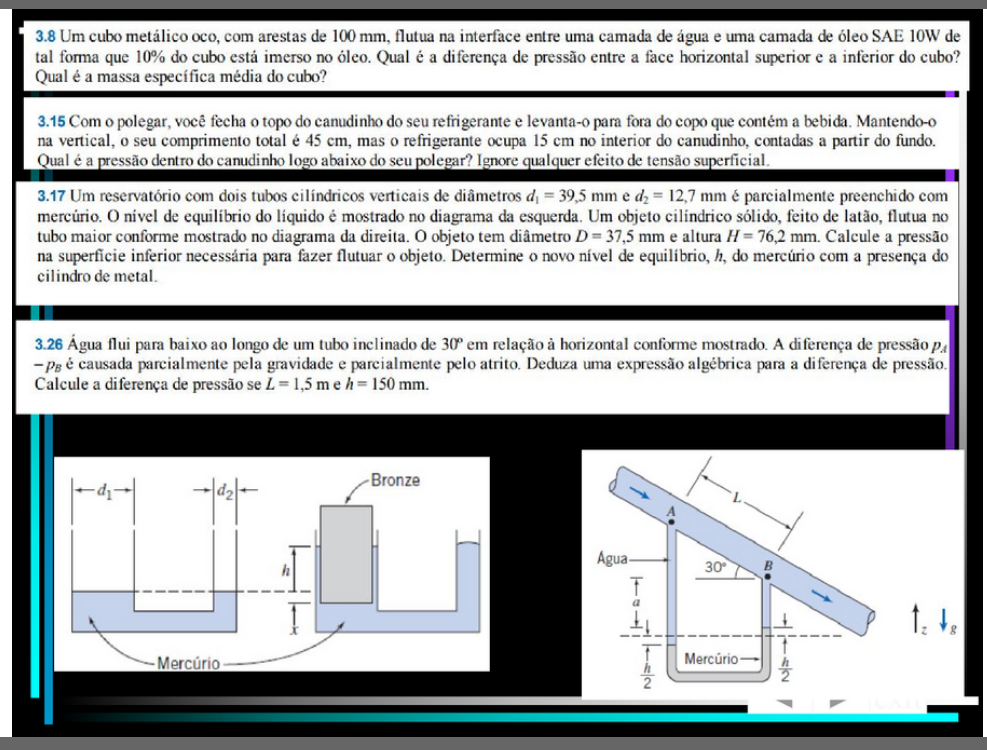 3.8 Um cubo metálico oco, com arestas de 100 mm, flutua na interface entre uma camada de água e uma camada de óleo SAE 10W de
tal forma que 10% do cubo está imerso no óleo. Qual é a diferença de pressão entre a face horizontal superior e a inferior do cubo?
Qual é a massa específica média do cubo?
3.15 Com o polegar, você fecha o topo do canudinho do seu refrigerante e levanta-o para fora do copo que contém a bebida. Mantendo-o
na vertical, o seu comprimento total é 45 cm, mas o refrigerante ocupa 15 cm no interior do canudinho, contadas a partir do fundo.
Qual é a pressão dentro do canudinho logo abaixo do seu polegar? Ignore qualquer efeito de tensão superficial.
3.17 Um reservatório com dois tubos cilíndricos verticais de diâmetros d₁ = 39,5 mm e d₂ = 12,7 mm é parcialmente preenchido com
mercúrio. O nível de equilíbrio do líquido é mostrado no diagrama da esquerda. Um objeto cilíndrico sólido, feito de latão, flutua no
tubo maior conforme mostrado no diagrama da direita. O objeto tem diâmetro D = 37,5 mm e altura H = 76,2 mm. Calcule a pressão
na superfície inferior necessária para fazer flutuar o objeto. Determine o novo nível de equilíbrio, h, do mercúrio com a presença do
cilindro de metal.
3.26 Água flui para baixo ao longo de um tubo inclinado de 30º em relação à horizontal conforme mostrado. A diferença de pressão p_A
– p_B é causada parcialmente pela gravidade e parcialmente pelo atrito. Deduza uma expressão algébrica para a diferença de pressão.
Calcule a diferença de pressão se L = 1,5 m e h = 150 mm.
d₁
d₂
Bronze
h
x
Mercúrio
L
A
Água
30°
B
a
z
g
Mercúrio
h/2
h/2